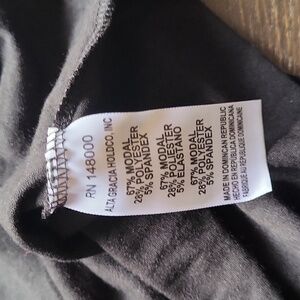 RN 148000
ALTA GRACIA HOLDCO, INC
67% MODAL
28% POLYESTER
5% SPANDEX
67% MODAL
28% POLIESTER
5% ELASTANO
67% MODAL
28% POLYESTER
5% SPANDEX
MADE IN DOMINICAN REPUBLIC
HECHO EN REPUBLICA DOMINICANA
FABRIQUE AU REPUBLIQUE DOMINICAINE